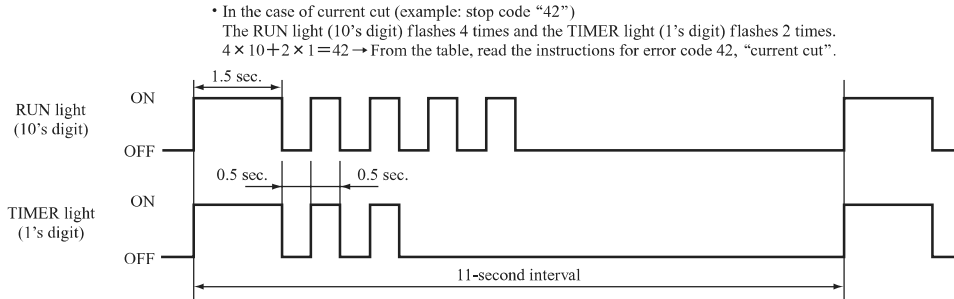 • In the case of current cut (example: stop code “42”)
The RUN light (10’s digit) flashes 4 times and the TIMER light (1’s digit) flashes 2 times.
4×10+2×1=42→From the table, read the instructions for error code 42, “current cut”.
1.5 sec.
ON
RUN light
(10’s digit)
OFF
0.5 sec.
0.5 sec.
ON
TIMER light
(1’s digit)
OFF
11-second interval